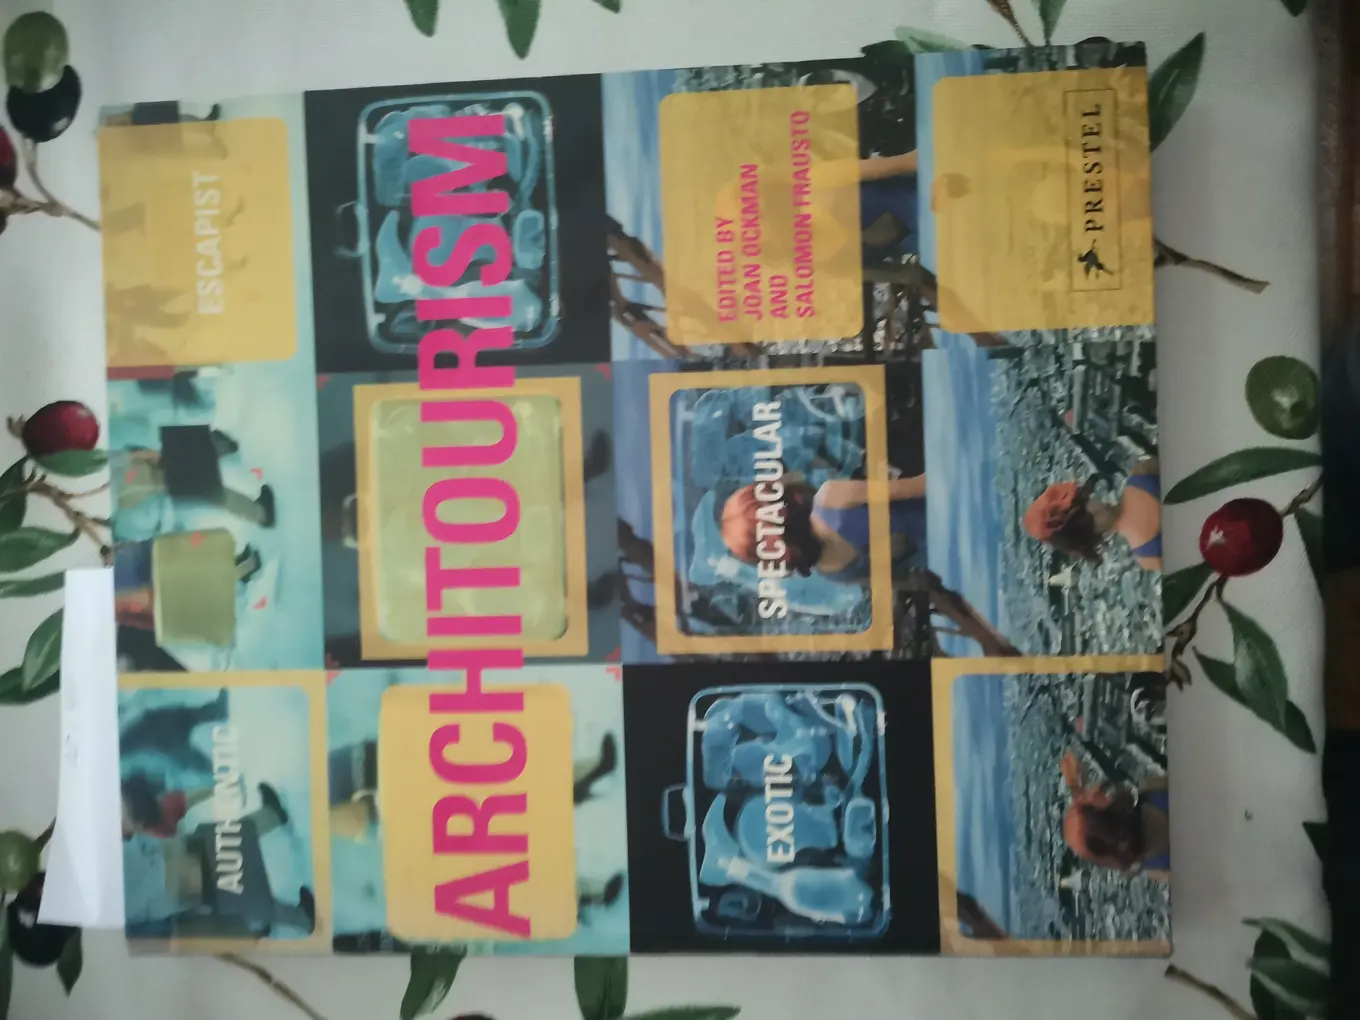 AUTHENTIC
ESCAPIST
ARCHITOURISM
EXOTIC
SPECTACULAR
EDITED BY
JOAN OCKMAN
AND
SALOMON FRAUSTO
PRESTEL